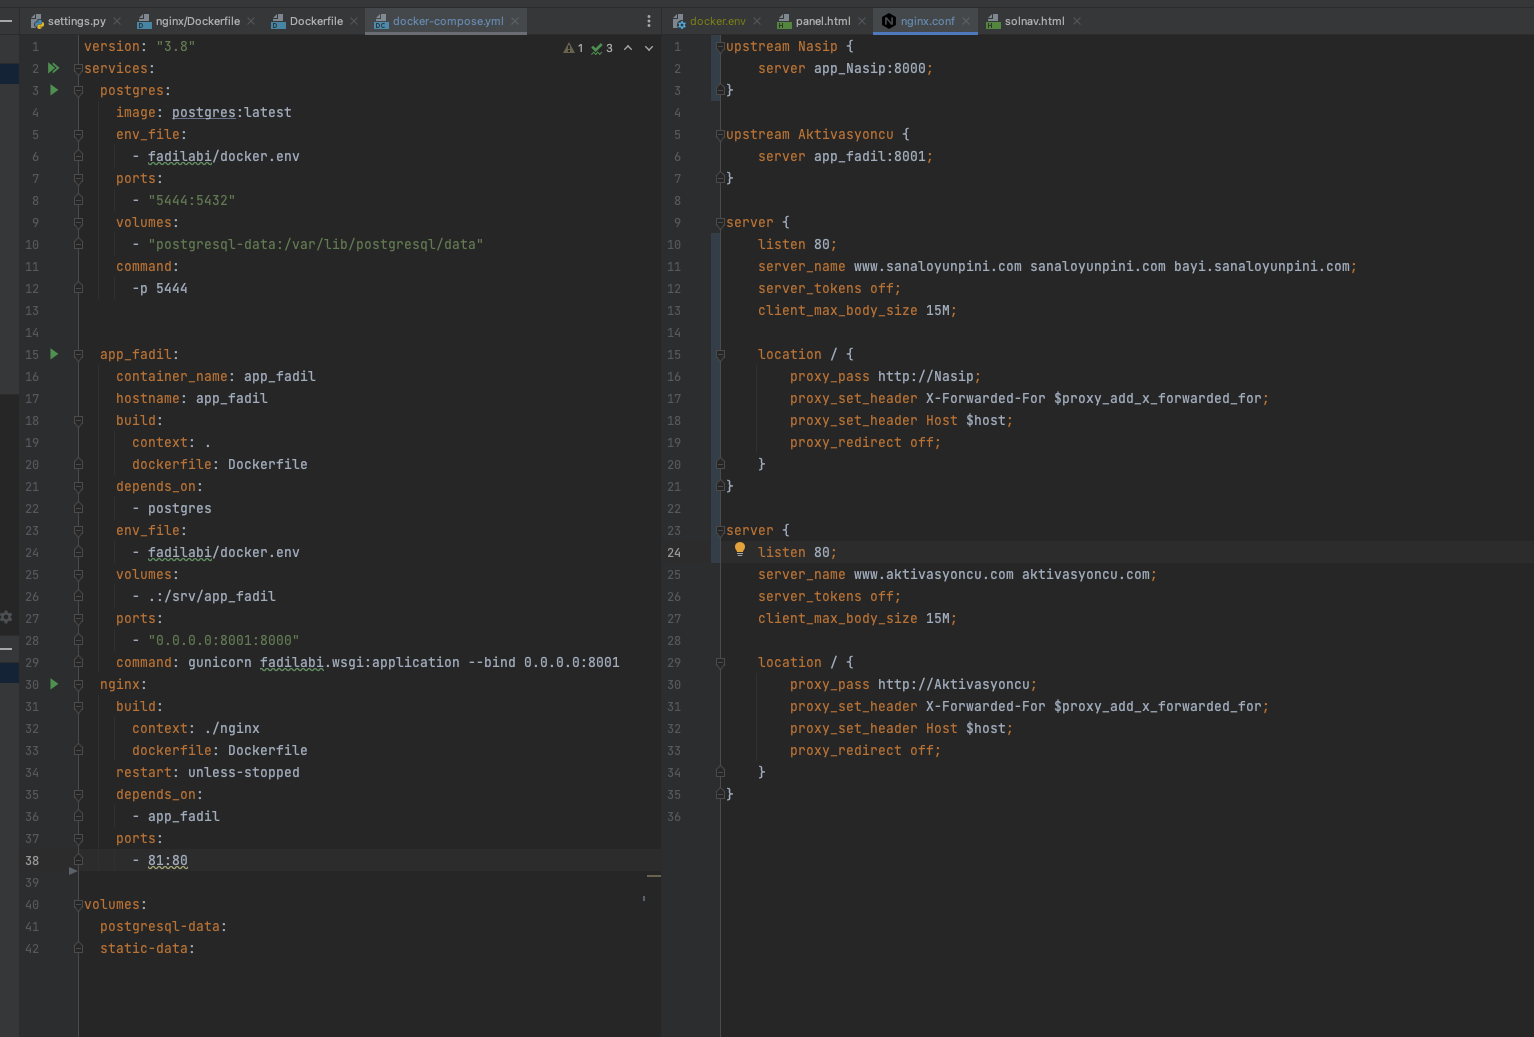 settings.py nginx/Dockerfile Dockerfile docker-compose.yml
1 version: "3.8"
2 services:
3 postgres:
4 image: postgres:latest
5 env_file:
6 - fadilabi/docker.env
7 ports:
8 - "5444:5432"
9 volumes:
10 - "postgresql-data:/var/lib/postgresql/data"
11 command:
12 -p 5444
13
14
15 app_fadil:
16 container_name: app_fadil
17 hostname: app_fadil
18 build:
19 context: .
20 dockerfile: Dockerfile
21 depends_on:
22 - postgres
23 env_file:
24 - fadilabi/docker.env
25 volumes:
26 - .:/srv/app_fadil
27 ports:
28 - "0.0.0.0:8001:8000"
29 command: gunicorn fadilabi.wsgi:application --bind 0.0.0.0:8001
30 nginx:
31 build:
32 context: ./nginx
33 dockerfile: Dockerfile
34 restart: unless-stopped
35 depends_on:
36 - app_fadil
37 ports:
38 - 81:80
39
40 volumes:
41 postgresql-data:
42 static-data:
1 3
docker.env panel.html nginx.conf solnav.html
1 upstream Nasip {
2 server app_Nasip:8000;
3 }
4
5 upstream Aktivasyoncu {
6 server app_fadil:8001;
7 }
8
9 server {
10 listen 80;
11 server_name www.sanaloyunpini.com sanaloyunpini.com bayi.sanaloyunpini.com;
12 server_tokens off;
13 client_max_body_size 15M;
14
15 location / {
16 proxy_pass http://Nasip;
17 proxy_set_header X-Forwarded-For $proxy_add_x_forwarded_for;
18 proxy_set_header Host $host;
19 proxy_redirect off;
20 }
21 }
22
23 server {
24 listen 80;
25 server_name www.aktivasyoncu.com aktivasyoncu.com;
26 server_tokens off;
27 client_max_body_size 15M;
28
29 location / {
30 proxy_pass http://Aktivasyoncu;
31 proxy_set_header X-Forwarded-For $proxy_add_x_forwarded_for;
32 proxy_set_header Host $host;
33 proxy_redirect off;
34 }
35 }
36